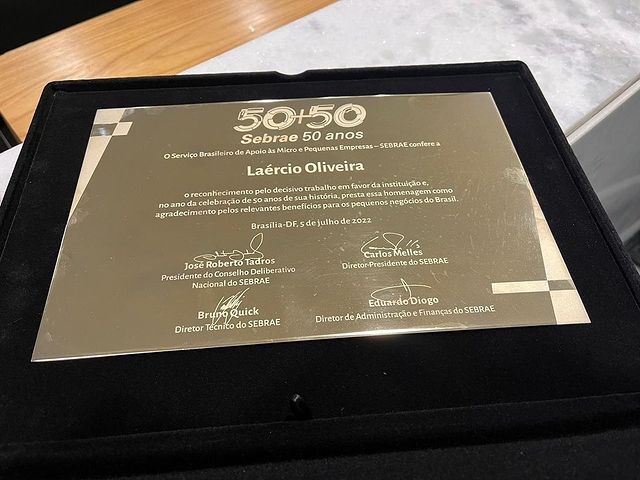 50+50
Sebrae 50 anos
O Serviço Brasileiro de Apoio às Micro e Pequenas Empresas – SEBRAE confere a
Laércio Oliveira
o reconhecimento pelo decisivo trabalho em favor da instituição e,
no ano da celebração de 50 anos de sua história, presta essa homenagem como
agradecimento pelos relevantes benefícios para os pequenos negócios do Brasil.
Brasília-DF, 5 de julho de 2022
José Roberto Tadros
Presidente do Conselho Deliberativo
Nacional do SEBRAE
Carlos Melles
Diretor-Presidente do SEBRAE
Bruno Quick
Diretor Técnico do SEBRAE
Eduardo Diogo
Diretor de Administração e Finanças do SEBRAE